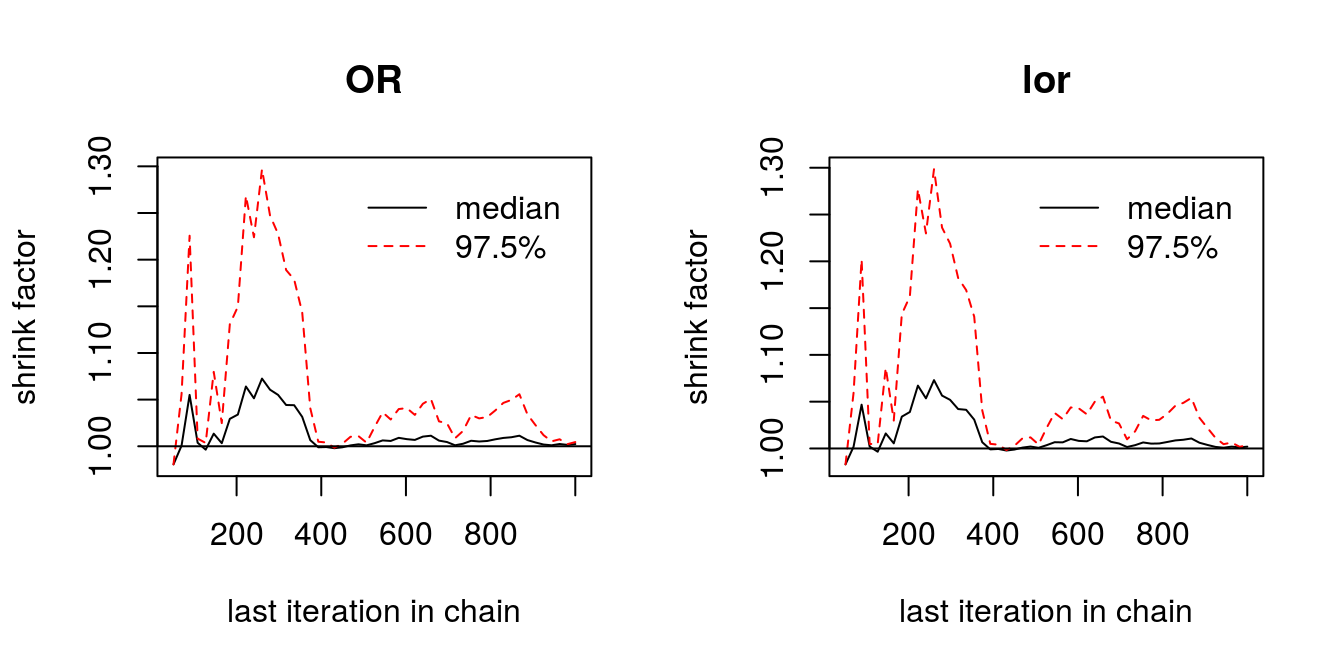 OR
shrink factor
1.30
1.20
1.10
1.00
median
97.5%
200 400 600 800
last iteration in chain
lor
shrink factor
1.30
1.20
1.10
1.00
median
97.5%
200 400 600 800
last iteration in chain